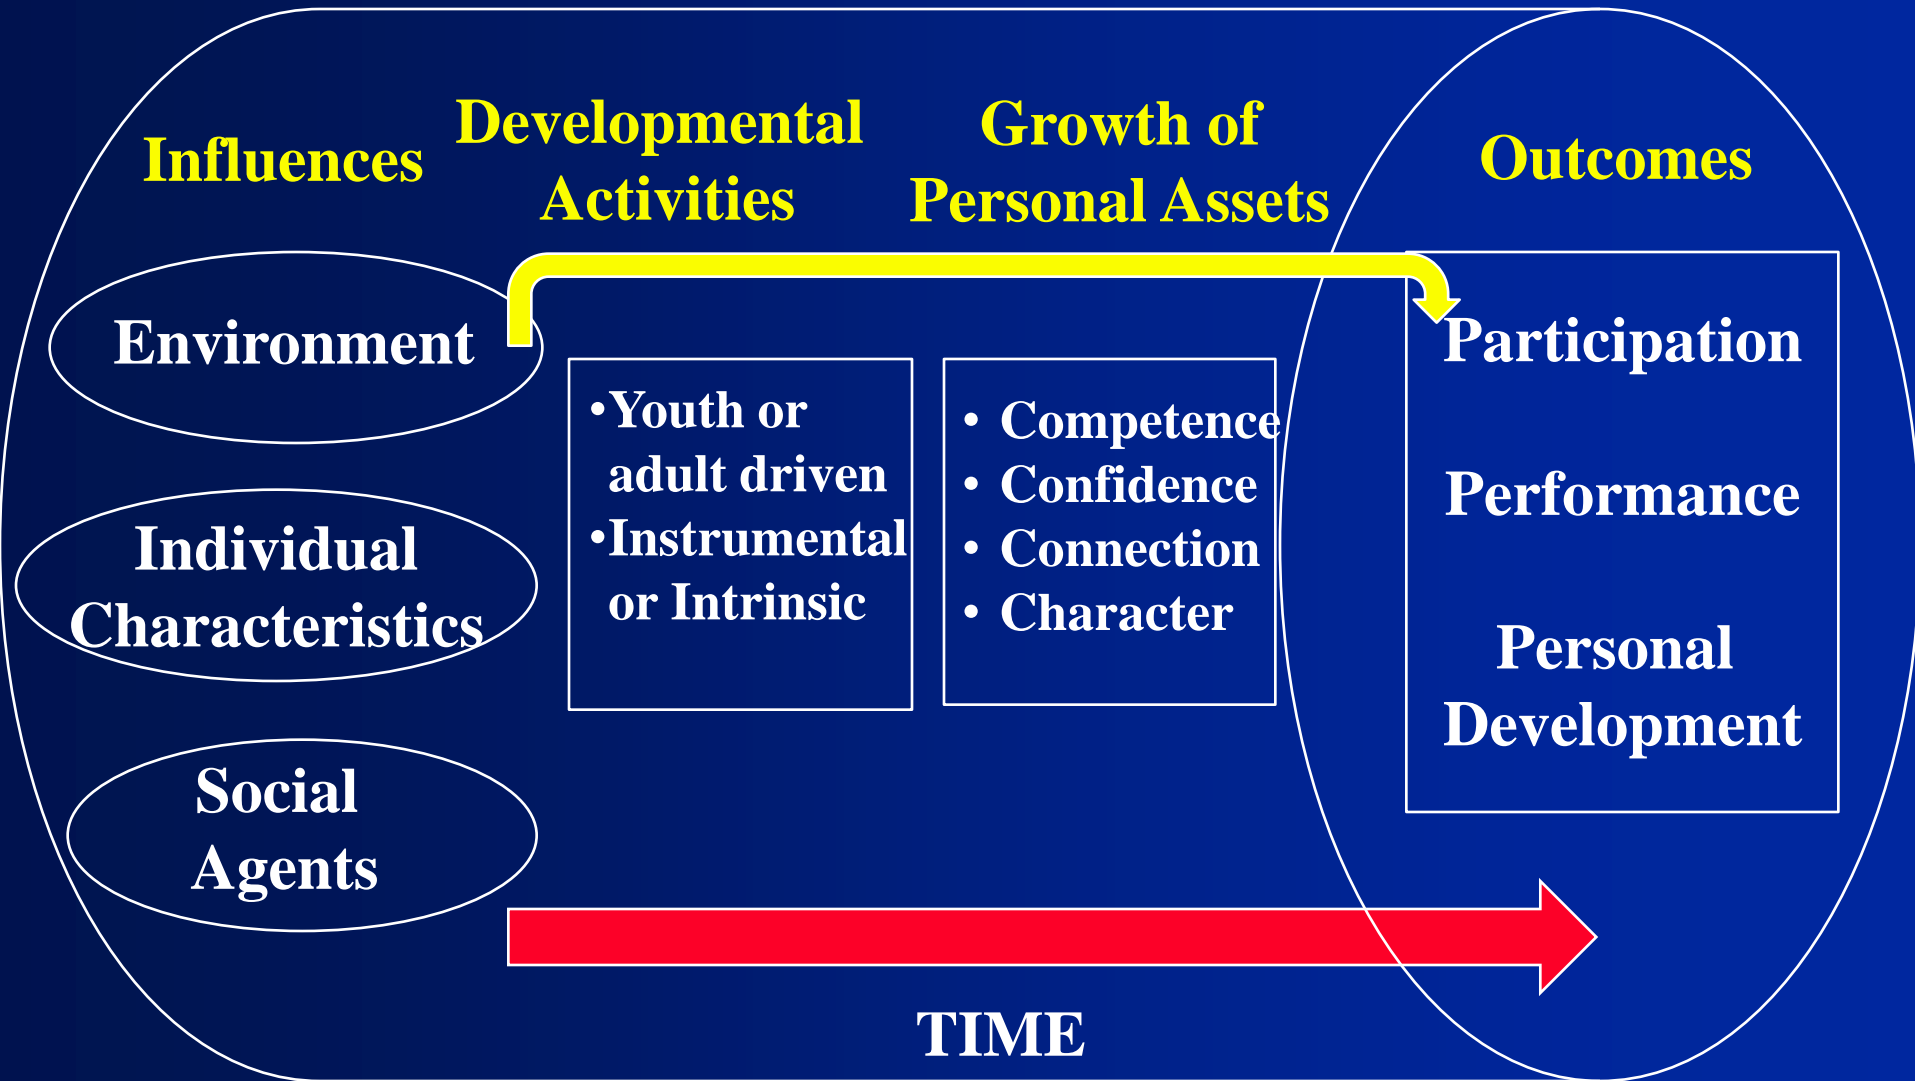 Influences
Developmental
Activities
Growth of
Personal Assets
Outcomes
Environment
Individual
Characteristics
Social
Agents
•Youth or
adult driven
•Instrumental
or Intrinsic
• Competence
• Confidence
• Connection
• Character
Participation
Performance
Personal
Development
TIME